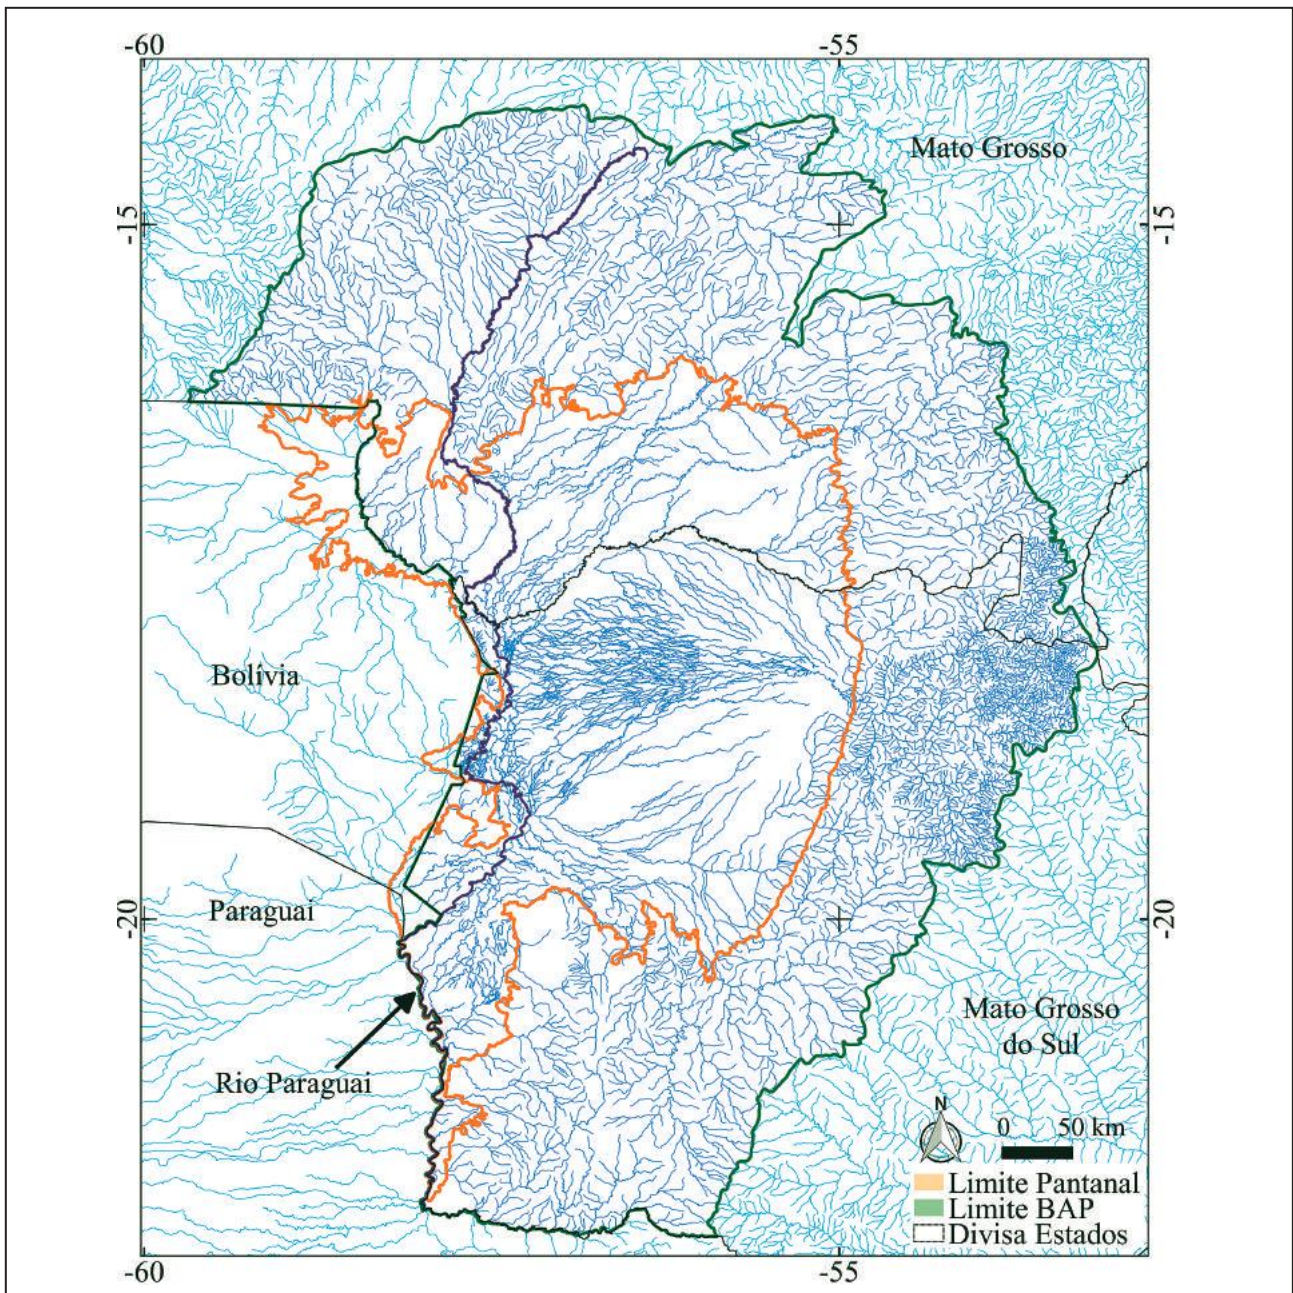 -60
-55
Mato Grosso
-15
-15
Bolívia
Paraguai
-20
-20
Mato Grosso
do Sul
Rio Paraguai
N
0 50 km
Limite Pantanal
Limite BAP
Divisa Estados
-60
-55